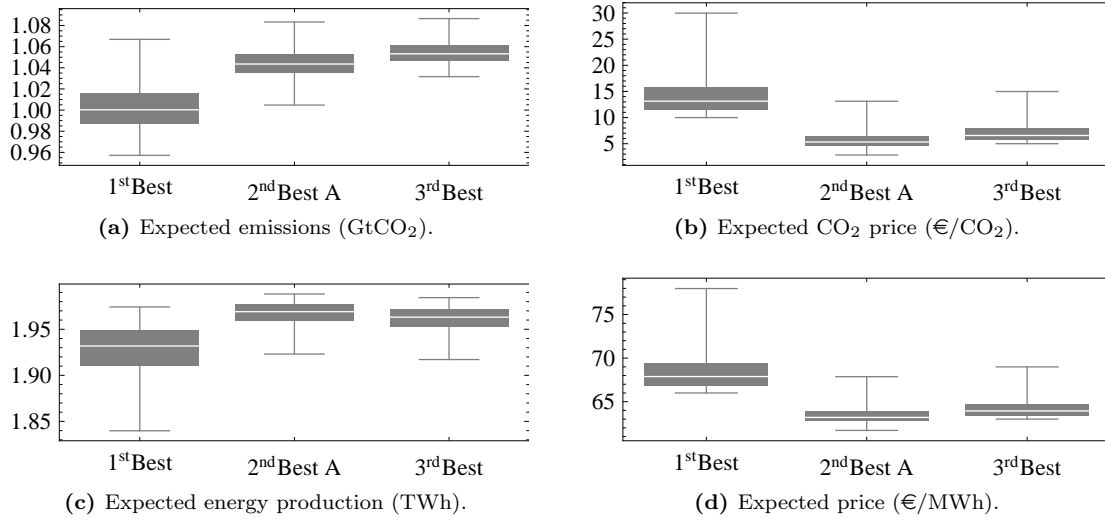 1.08
1.06
1.04
1.02
1.00
0.98
0.96
1stBest
2ndBest A
3rdBest
(a) Expected emissions (GtCO2).
30
25
20
15
10
5
1stBest
2ndBest A
3rdBest
(b) Expected CO2 price (€/CO2).
1.95
1.90
1.85
1stBest
2ndBest A
3rdBest
(c) Expected energy production (TWh).
75
70
65
1stBest
2ndBest A
3rdBest
(d) Expected price (€/MWh).